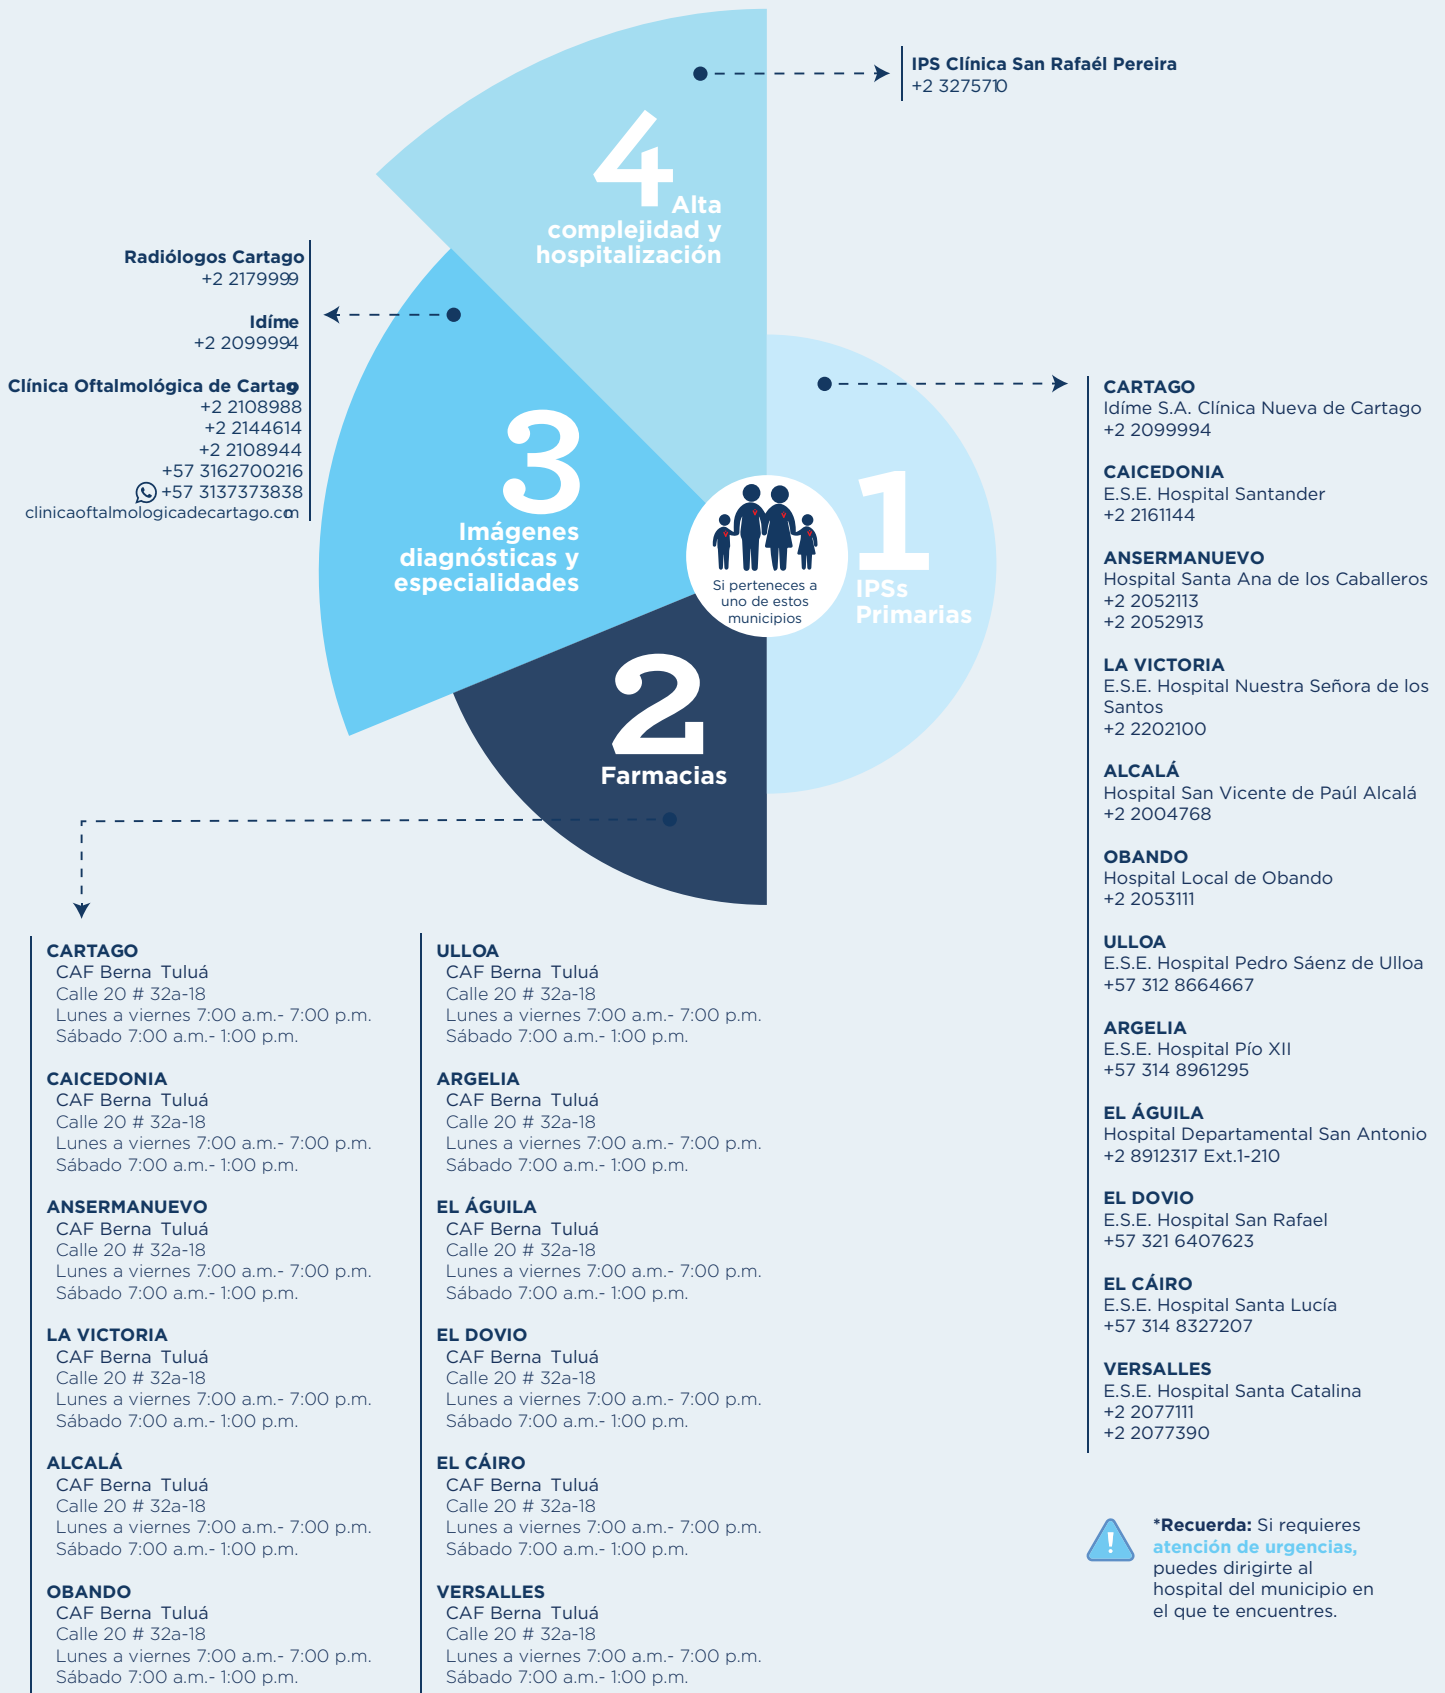 IPS Clínica San Rafaél Pereira
+2 3275710
4
Alta
complejidad y
hospitalización
Radiólogos Cartago
+2 2179999
Idíme
+2 2099994
Clínica Oftalmológica de Cartago
+2 2108988
+2 2144614
+2 2108944
+57 3162700216
+57 3137373838
clinicaoftalmologicadecartago.com
3
Imágenes
diagnósticas y
especialidades
Si perteneces a
uno de estos
municipios
1
IPSs
Primarias
2
Farmacias
CARTAGO
Idíme S.A. Clínica Nueva de Cartago
+2 2099994
CAICEDONIA
E.S.E. Hospital Santander
+2 2161144
ANSERMANUEVO
Hospital Santa Ana de los Caballeros
+2 2052113
+2 2052913
LA VICTORIA
E.S.E. Hospital Nuestra Señora de los
Santos
+2 2202100
ALCALÁ
Hospital San Vicente de Paúl Alcalá
+2 2004768
OBANDO
Hospital Local de Obando
+2 2053111
ULLOA
E.S.E. Hospital Pedro Sáenz de Ulloa
+57 312 8664667
ARGELIA
E.S.E. Hospital Pío XII
+57 314 8961295
EL ÁGUILA
Hospital Departamental San Antonio
+2 8912317 Ext.1-210
EL DOVIO
E.S.E. Hospital San Rafael
+57 321 6407623
EL CÁIRO
E.S.E. Hospital Santa Lucía
+57 314 8327207
VERSALLES
E.S.E. Hospital Santa Catalina
+2 2077111
+2 2077390
CARTAGO
CAF Berna Tuluá
Calle 20 # 32a-18
Lunes a viernes 7:00 a.m.- 7:00 p.m.
Sábado 7:00 a.m.- 1:00 p.m.
CAICEDONIA
CAF Berna Tuluá
Calle 20 # 32a-18
Lunes a viernes 7:00 a.m.- 7:00 p.m.
Sábado 7:00 a.m.- 1:00 p.m.
ANSERMANUEVO
CAF Berna Tuluá
Calle 20 # 32a-18
Lunes a viernes 7:00 a.m.- 7:00 p.m.
Sábado 7:00 a.m.- 1:00 p.m.
LA VICTORIA
CAF Berna Tuluá
Calle 20 # 32a-18
Lunes a viernes 7:00 a.m.- 7:00 p.m.
Sábado 7:00 a.m.- 1:00 p.m.
ALCALÁ
CAF Berna Tuluá
Calle 20 # 32a-18
Lunes a viernes 7:00 a.m.- 7:00 p.m.
Sábado 7:00 a.m.- 1:00 p.m.
OBANDO
CAF Berna Tuluá
Calle 20 # 32a-18
Lunes a viernes 7:00 a.m.- 7:00 p.m.
Sábado 7:00 a.m.- 1:00 p.m.
ULLOA
CAF Berna Tuluá
Calle 20 # 32a-18
Lunes a viernes 7:00 a.m.- 7:00 p.m.
Sábado 7:00 a.m.- 1:00 p.m.
ARGELIA
CAF Berna Tuluá
Calle 20 # 32a-18
Lunes a viernes 7:00 a.m.- 7:00 p.m.
Sábado 7:00 a.m.- 1:00 p.m.
EL ÁGUILA
CAF Berna Tuluá
Calle 20 # 32a-18
Lunes a viernes 7:00 a.m.- 7:00 p.m.
Sábado 7:00 a.m.- 1:00 p.m.
EL DOVIO
CAF Berna Tuluá
Calle 20 # 32a-18
Lunes a viernes 7:00 a.m.- 7:00 p.m.
Sábado 7:00 a.m.- 1:00 p.m.
EL CÁIRO
CAF Berna Tuluá
Calle 20 # 32a-18
Lunes a viernes 7:00 a.m.- 7:00 p.m.
Sábado 7:00 a.m.- 1:00 p.m.
VERSALLES
CAF Berna Tuluá
Calle 20 # 32a-18
Lunes a viernes 7:00 a.m.- 7:00 p.m.
Sábado 7:00 a.m.- 1:00 p.m.
*Recuerda: Si requieres
atención de urgencias,
puedes dirigirte al
hospital del municipio en
el que te encuentres.